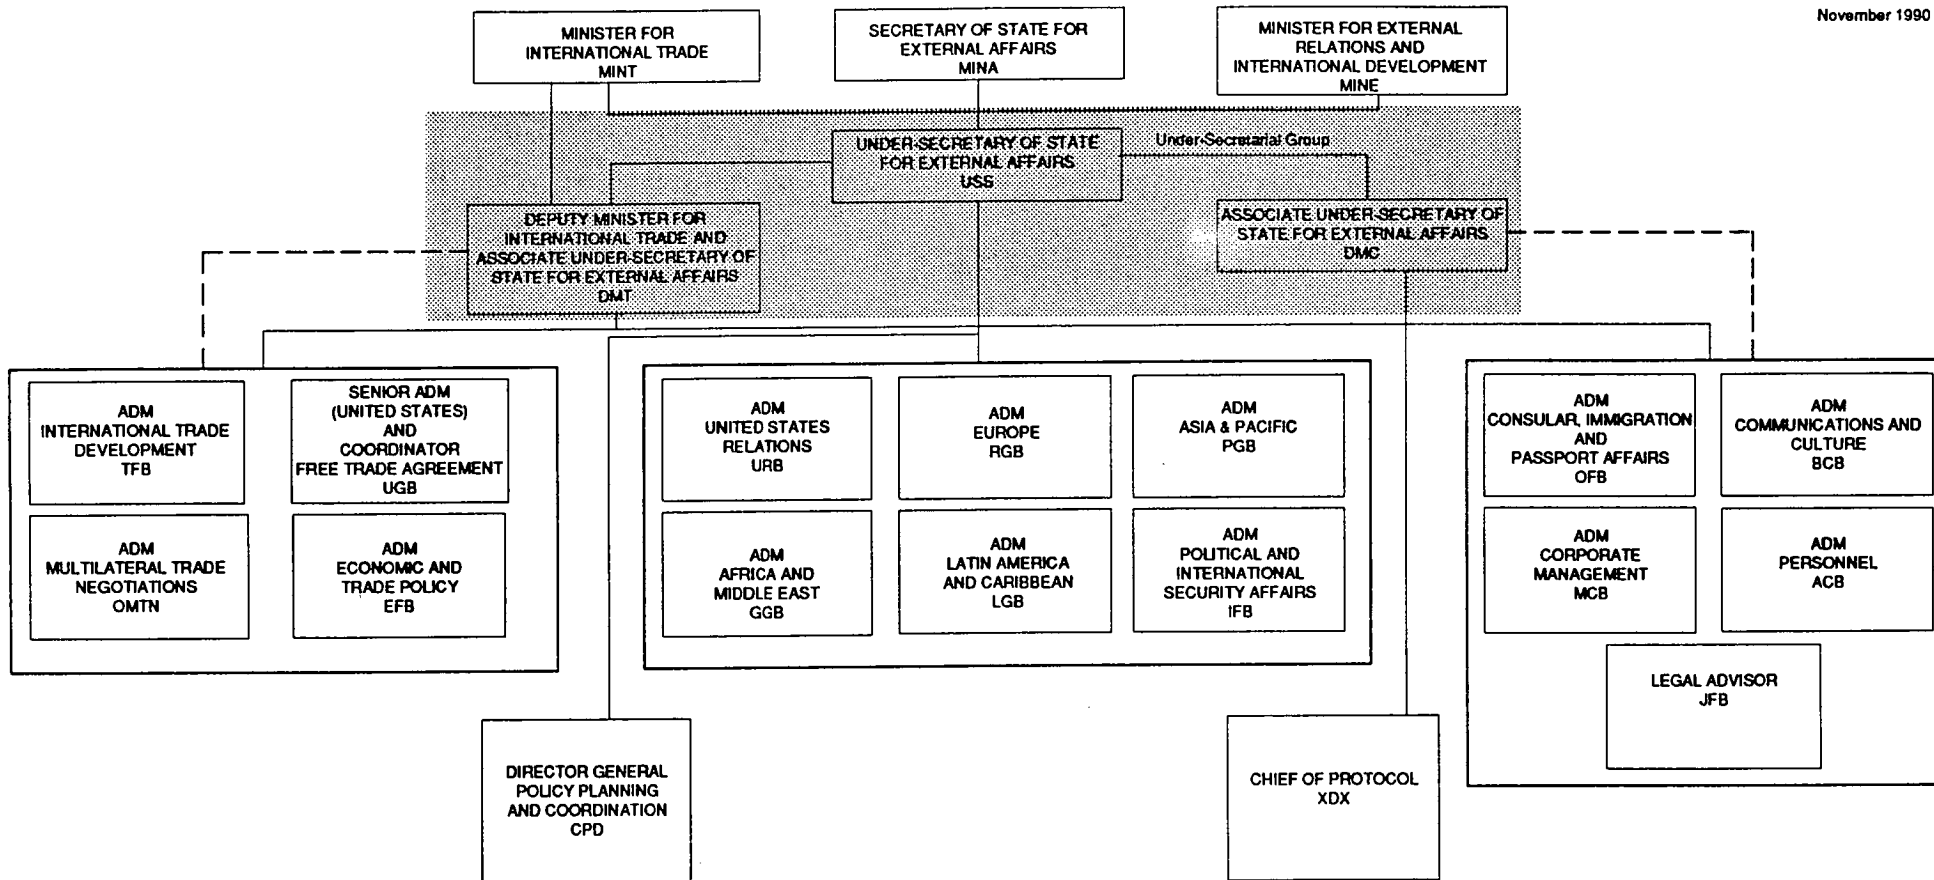 November 1990
MINISTER FOR
INTERNATIONAL TRADE
MINT
SECRETARY OF STATE FOR
EXTERNAL AFFAIRS
MINA
MINISTER FOR EXTERNAL
RELATIONS AND
INTERNATIONAL DEVELOPMENT
MINE
UNDER-SECRETARY OF STATE
FOR EXTERNAL AFFAIRS
USS
Under-Secretarial Group
DEPUTY MINISTER FOR
INTERNATIONAL TRADE AND
ASSOCIATE UNDER-SECRETARY OF
STATE FOR EXTERNAL AFFAIRS
DMT
ASSOCIATE UNDER-SECRETARY OF
STATE FOR EXTERNAL AFFAIRS
DMC
ADM
INTERNATIONAL TRADE
DEVELOPMENT
TFB
SENIOR ADM
(UNITED STATES)
AND
COORDINATOR
FREE TRADE AGREEMENT
UGB
ADM
MULTILATERAL TRADE
NEGOTIATIONS
OMTN
ADM
ECONOMIC AND
TRADE POLICY
EFB
ADM
UNITED STATES
RELATIONS
URB
ADM
EUROPE
RGB
ADM
ASIA & PACIFIC
PGB
ADM
AFRICA AND
MIDDLE EAST
GGB
ADM
LATIN AMERICA
AND CARIBBEAN
LGB
ADM
POLITICAL AND
INTERNATIONAL
SECURITY AFFAIRS
IFB
ADM
CONSULAR, IMMIGRATION
AND
PASSPORT AFFAIRS
OFB
ADM
COMMUNICATIONS AND
CULTURE
BCB
ADM
CORPORATE
MANAGEMENT
MCB
ADM
PERSONNEL
ACB
LEGAL ADVISOR
JFB
DIRECTOR GENERAL
POLICY PLANNING
AND COORDINATION
CPD
CHIEF OF PROTOCOL
XDX